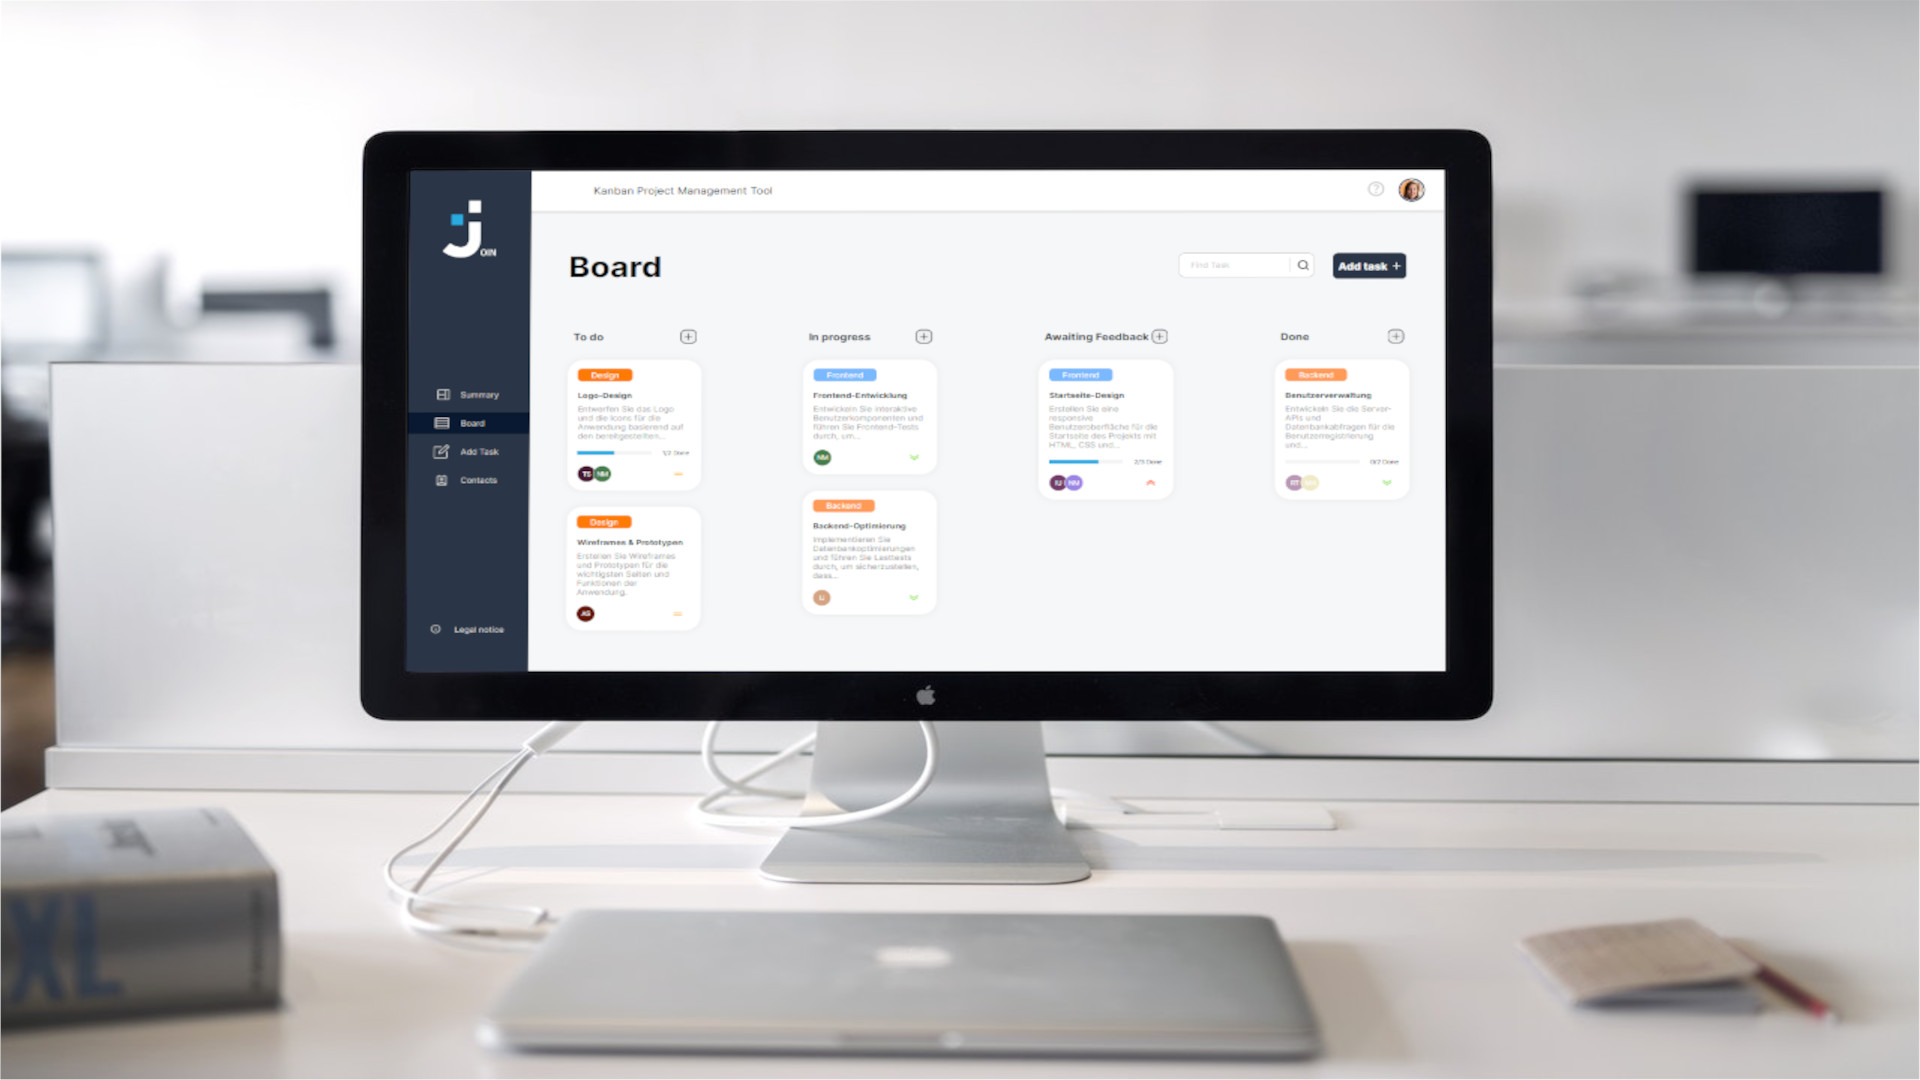 Kanban Project Management Tool
?
J
OIN
Board
Find Task
Add task +
Summary
Board
Add Task
Contacts
Legal notice
To do
Design
Logo-Design
Entwerfen Sie das Logo
und die Icons für die
Anwendung basierend auf
den bereitgestellten...
1/2 Done
TS
NM
Design
Wireframes & Prototypen
Erstellen Sie Wireframes
und Prototypen für die
wichtigsten Seiten und
Funktionen der
Anwendung.
AS
In progress
Frontend
Frontend-Entwicklung
Entwickeln Sie interaktive
Benutzerkomponenten und
führen Sie Frontend-Tests
durch, um...
NM
Backend
Backend-Optimierung
Implementieren Sie
Datenbankoptimierungen
und führen Sie Lasttests
durch, um sicherzustellen,
dass...
Awaiting Feedback
Frontend
Startseite-Design
Erstellen Sie eine
responsive
Benutzeroberfläche für die
Startseite des Projekts mit
HTML, CSS und...
2/3 Done
NM
Done
Backend
Benutzerverwaltung
Entwickeln Sie die Server-
APIs und
Datenbankabfragen für die
Benutzerregistrierung
und...
0/2 Done
RT
XL